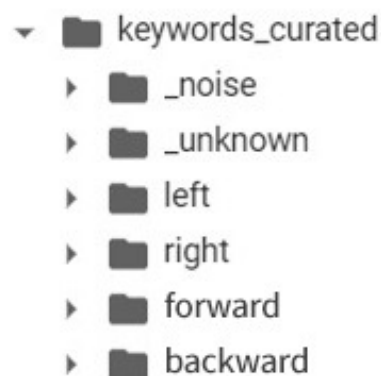 keywords_curated
_noise
_unknown
left
right
forward
backward